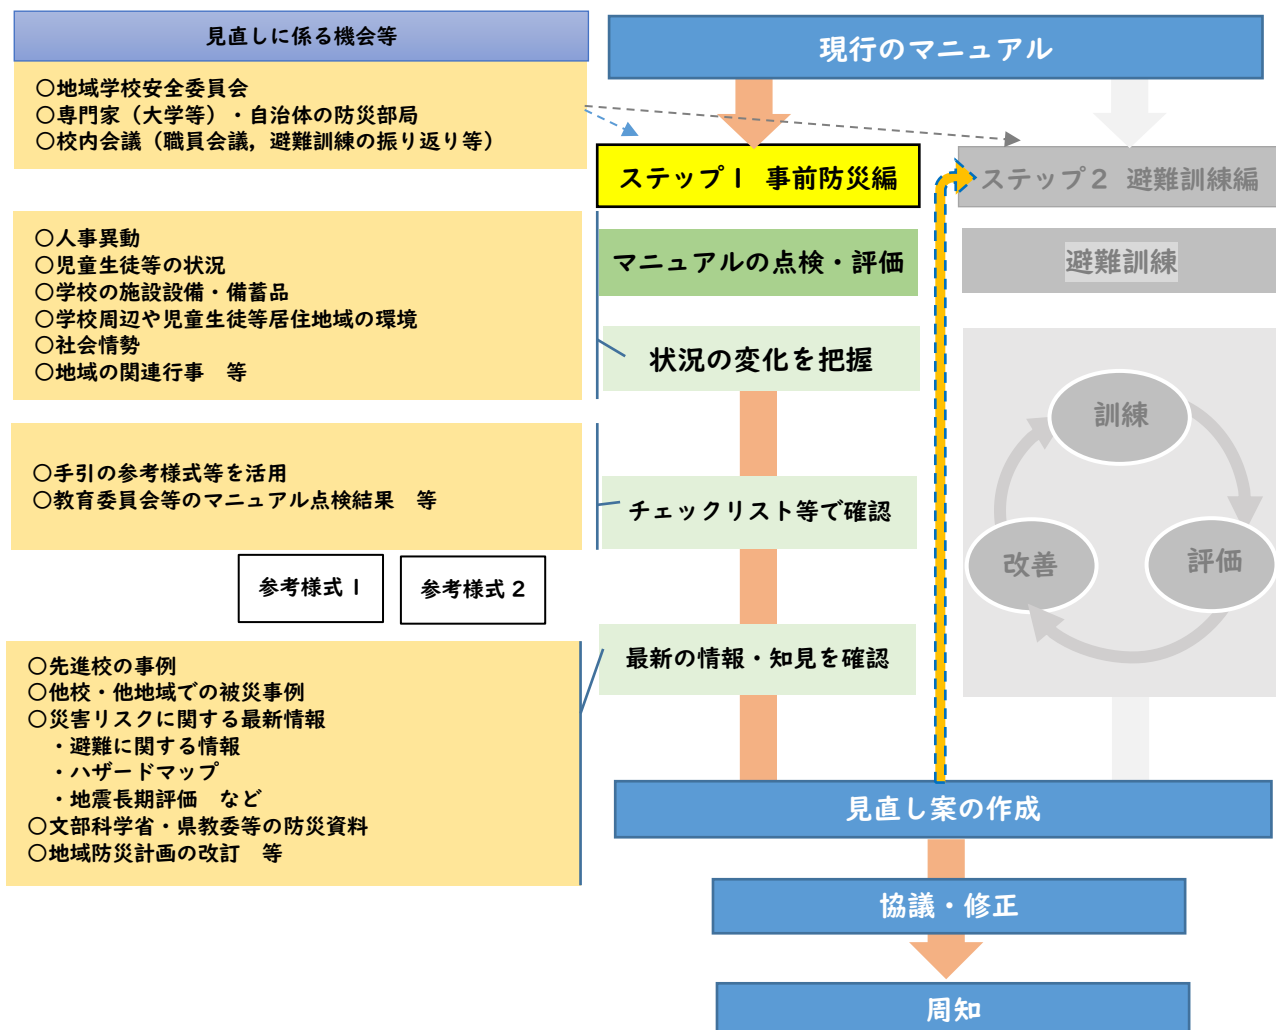 見直しに係る機会等
○地域学校安全委員会
○専門家（大学等）・自治体の防災部局
○校内会議（職員会議，避難訓練の振り返り等）
○人事異動
○児童生徒等の状況
○学校の施設設備・備蓄品
○学校周辺や児童生徒等居住地域の環境
○社会情勢
○地域の関連行事　等
○手引の参考様式等を活用
○教育委員会等のマニュアル点検結果　等
参考様式１
参考様式２
○先進校の事例
○他校・他地域での被災事例
○災害リスクに関する最新情報
・避難に関する情報
・ハザードマップ
・地震長期評価　など
○文部科学省・県教委等の防災資料
○地域防災計画の改訂　等
現行のマニュアル
ステップ１　事前防災編
マニュアルの点検・評価
状況の変化を把握
チェックリスト等で確認
最新の情報・知見を確認
ステップ２　避難訓練編
避難訓練
訓練
評価
改善
見直し案の作成
協議・修正
周知